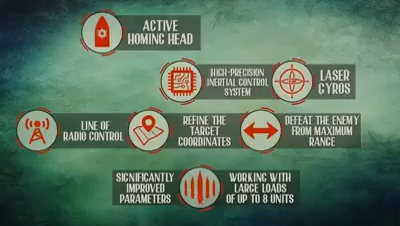 ACTIVE
HOMING HEAD
HIGH-PRECISION
INERTIAL CONTROL
SYSTEM
LASER
GYROS
LINE OF
RADIO CONTROL
REFINE THE
TARGET
COORDINATES
DEFEAT THE ENEMY
FROM MAXIMUM
RANGE
SIGNIFICANTLY
IMPROVED
PARAMETERS
WORKING WITH
LARGE LOADS
OF UP TO 8 UNITS